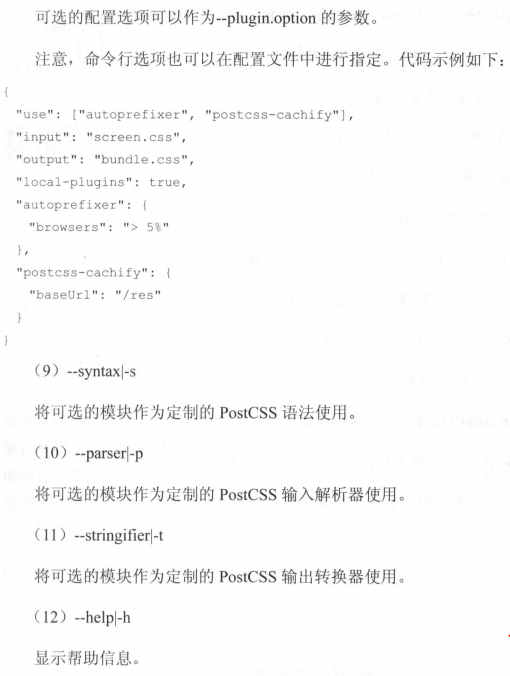 可选的配置选项可以作为--plugin.option 的参数。
注意，命令行选项也可以在配置文件中进行指定。代码示例如下：
{
"use": ["autoprefixer", "postcss-cachify"],
"input": "screen.css",
"output": "bundle.css",
"local-plugins": true,
"autoprefixer": {
"browsers": "> 5%"
},
"postcss-cachify": {
"baseUrl": "/res"
}
}
（9）--syntax|-s
将可选的模块作为定制的 PostCSS 语法使用。
（10）--parser|-p
将可选的模块作为定制的 PostCSS 输入解析器使用。
（11）--stringifier|-t
将可选的模块作为定制的 PostCSS 输出转换器使用。
（12）--help|-h
显示帮助信息。